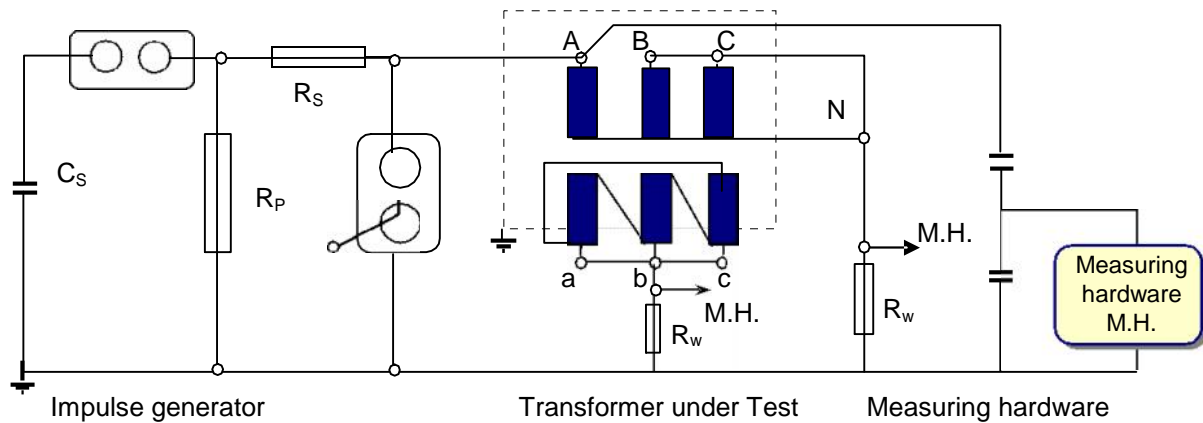 A
B
C
R_S
N
C_S
R_P
M.H.
Measuring
hardware
M.H.
a
b
c
M.H.
R_w
R_w
Impulse generator
Transformer under Test
Measuring hardware